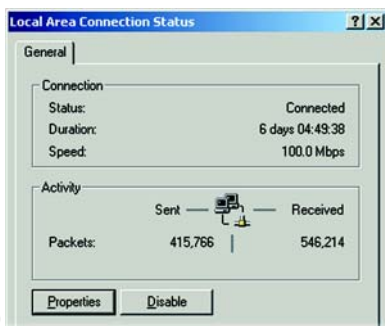 Local Area Connection Status
General
Connection
Status: Connected
Duration: 6 days 04:49:38
Speed: 100.0 Mbps
Activity
Sent Received
Packets: 415,766 546,214
Properties Disable